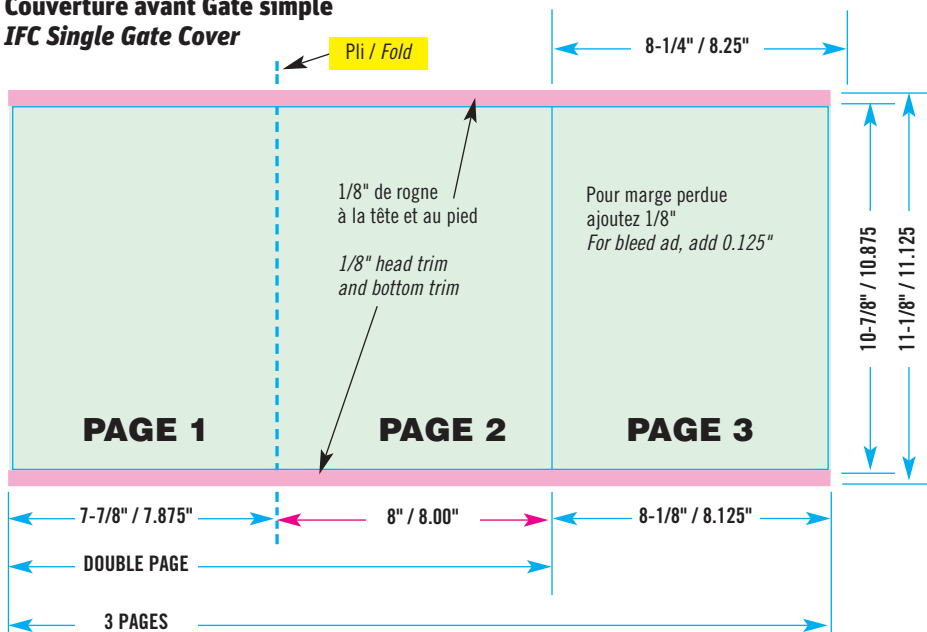 Couverture avant Gate simple
IFC Single Gate Cover
Pli / Fold
8-1/4" / 8.25"
1/8" de rogne
à la tête et au pied
1/8" head trim
and bottom trim
Pour marge perdue
ajoutez 1/8"
For bleed ad, add 0.125"
10-7/8" / 10.875
11-1/8" / 11.125
PAGE 1
PAGE 2
PAGE 3
7-7/8" / 7.875"
8" / 8.00"
8-1/8" / 8.125"
DOUBLE PAGE
3 PAGES